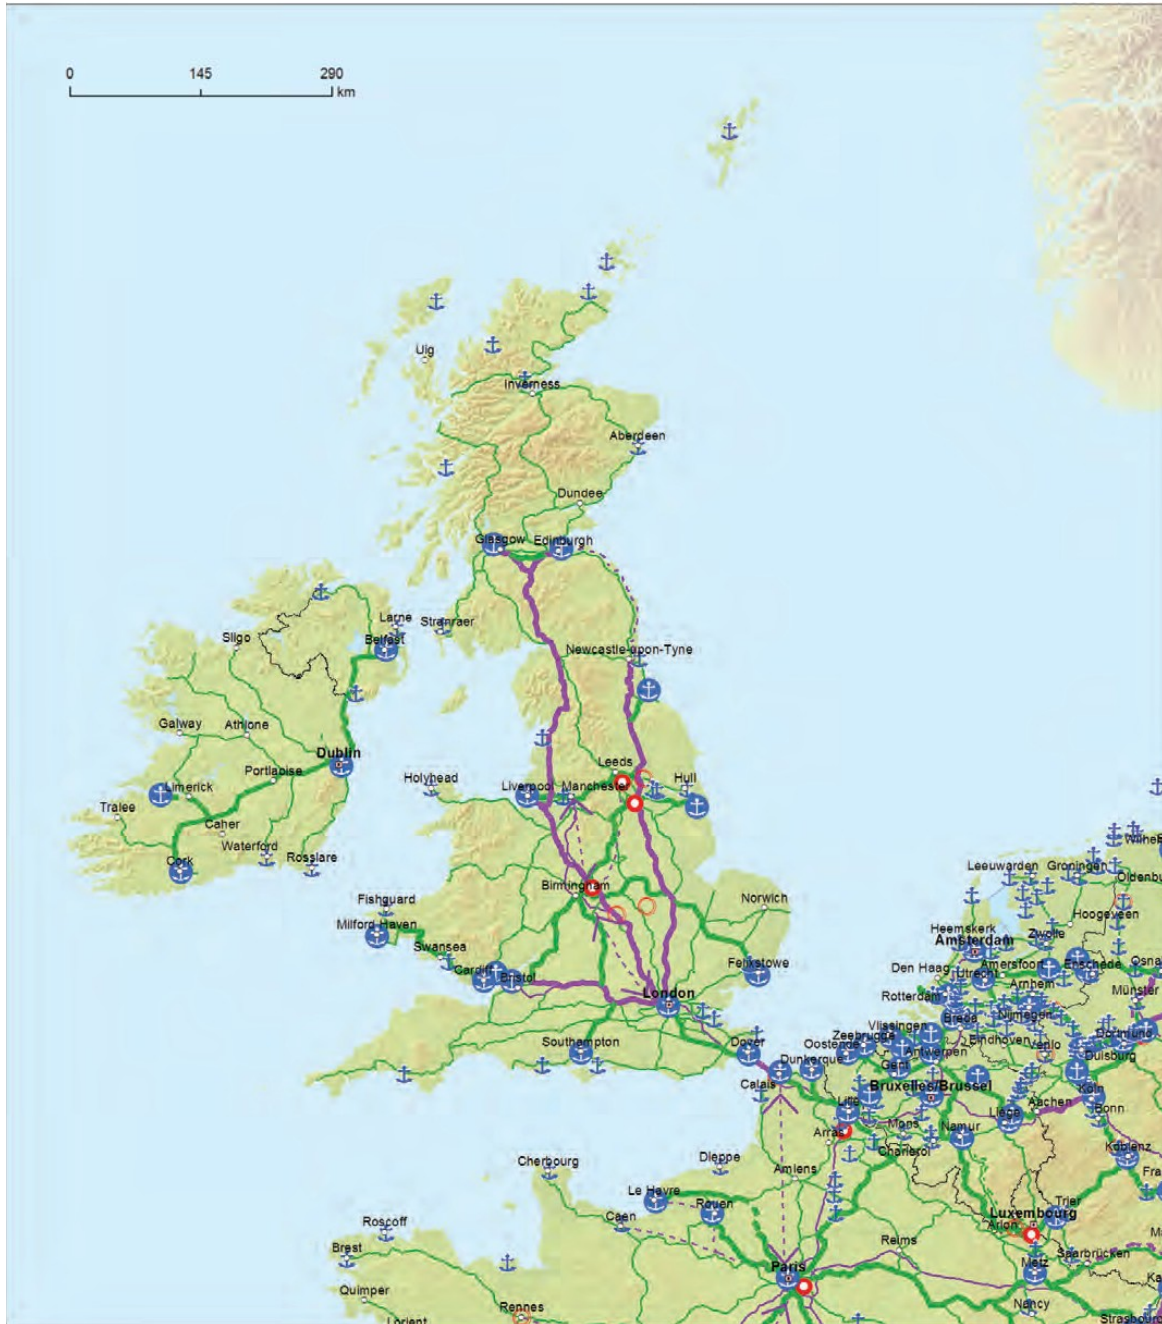 0 145 290
km
Uig
Inverness
Aberdeen
Dundee
Glasgow Edinburgh
Larne Stranraer
Sligo Belfast
Newcastle-upon-Tyne
Galway Athlone
Dublin
Leeds
Portlaoise Holyhead Hull
Limerick Liverpool Manchester
Tralee
Caher
Waterford Rosslare
Cork
Leeuwarden Groningen
Birmingham
Fishguard Norwich
Hoogeveen
Milford Haven Heemskerk Zwolle
Swansea Amsterdam
Cardiff Bristol Felixstowe Den Haag Utrecht Amersfoort Enschede
Arnhem
London Rotterdam Münster
Breda Nijmegen
Vlissingen
Southampton Dover Zeebrugge Eindhoven Venlo Dortmund
Oostende Antwerpen Duisburg
Dunkerque Gent
Calais Bruxelles/Brussel Köln
Lille Liège Aachen Bonn
Arras Mons Namur
Charleroi Koblenz
Dieppe
Cherbourg Amiens
Le Havre
Rouen Trier
Caen Luxembourg
Roscoff Arlon
Brest Reims Saarbrücken
Paris Metz
Quimper
Rennes Nancy
Lorient Strasbourg